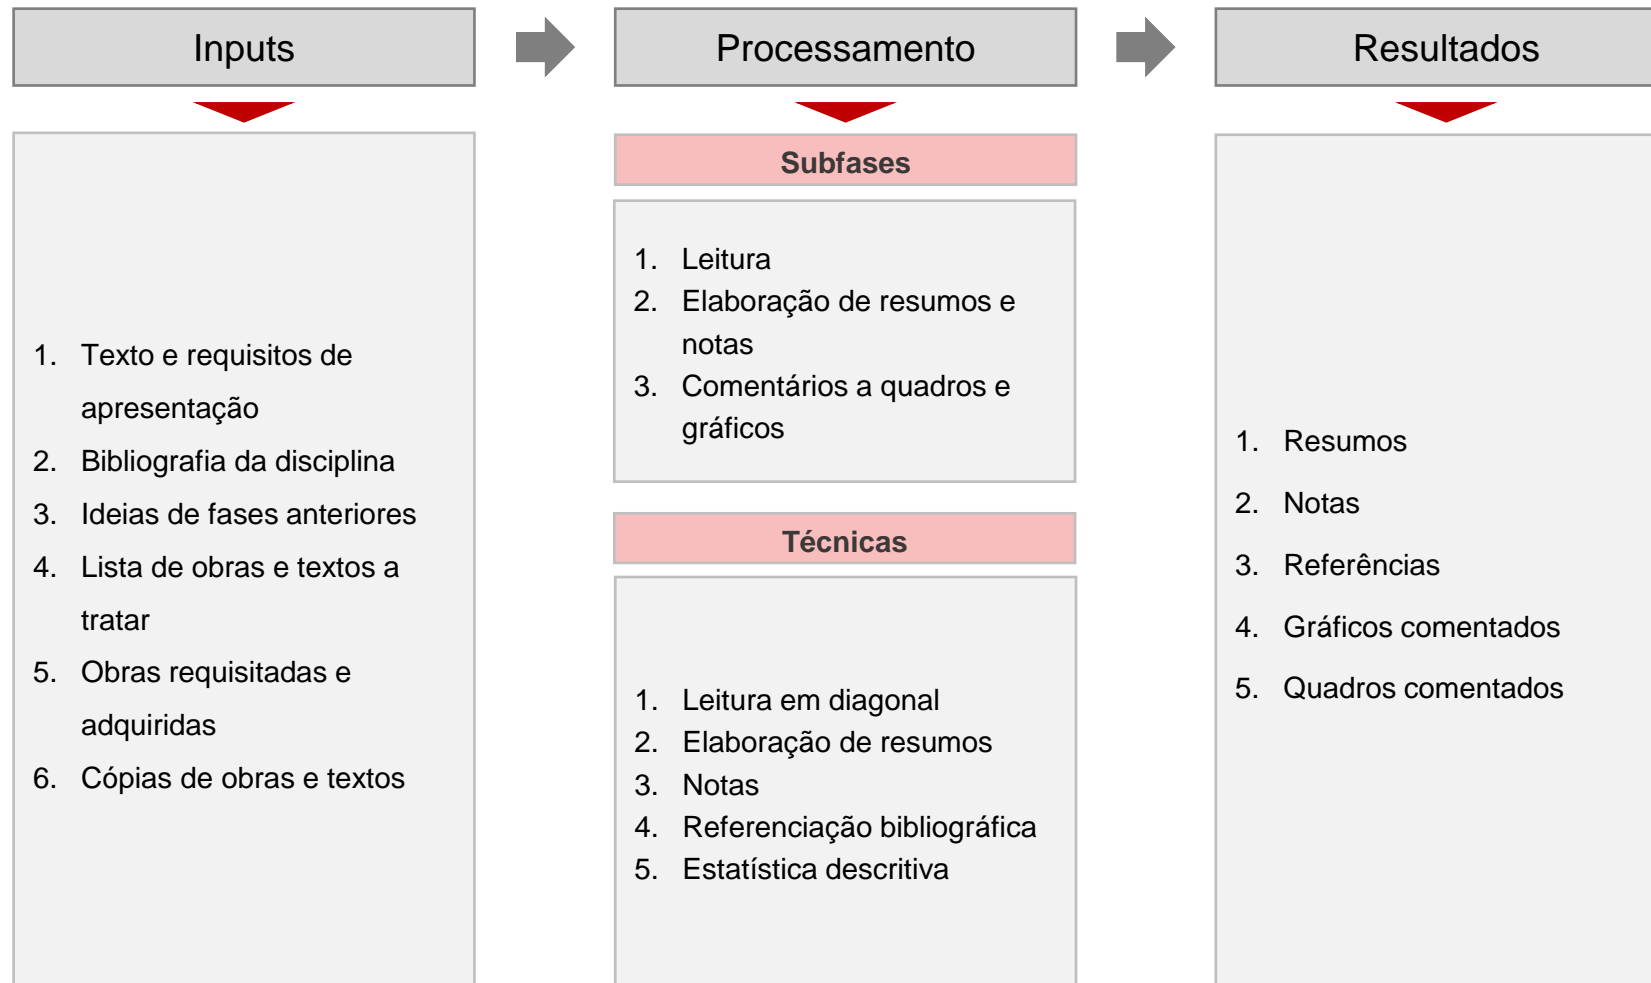 Inputs
1. Texto e requisitos de
apresentação
2. Bibliografia da disciplina
3. Ideias de fases anteriores
4. Lista de obras e textos a
tratar
5. Obras requisitadas e
adquiridas
6. Cópias de obras e textos
Processamento
Subfases
1. Leitura
2. Elaboração de resumos e
notas
3. Comentários a quadros e
gráficos
Técnicas
1. Leitura em diagonal
2. Elaboração de resumos
3. Notas
4. Referenciação bibliográfica
5. Estatística descritiva
Resultados
1. Resumos
2. Notas
3. Referências
4. Gráficos comentados
5. Quadros comentados